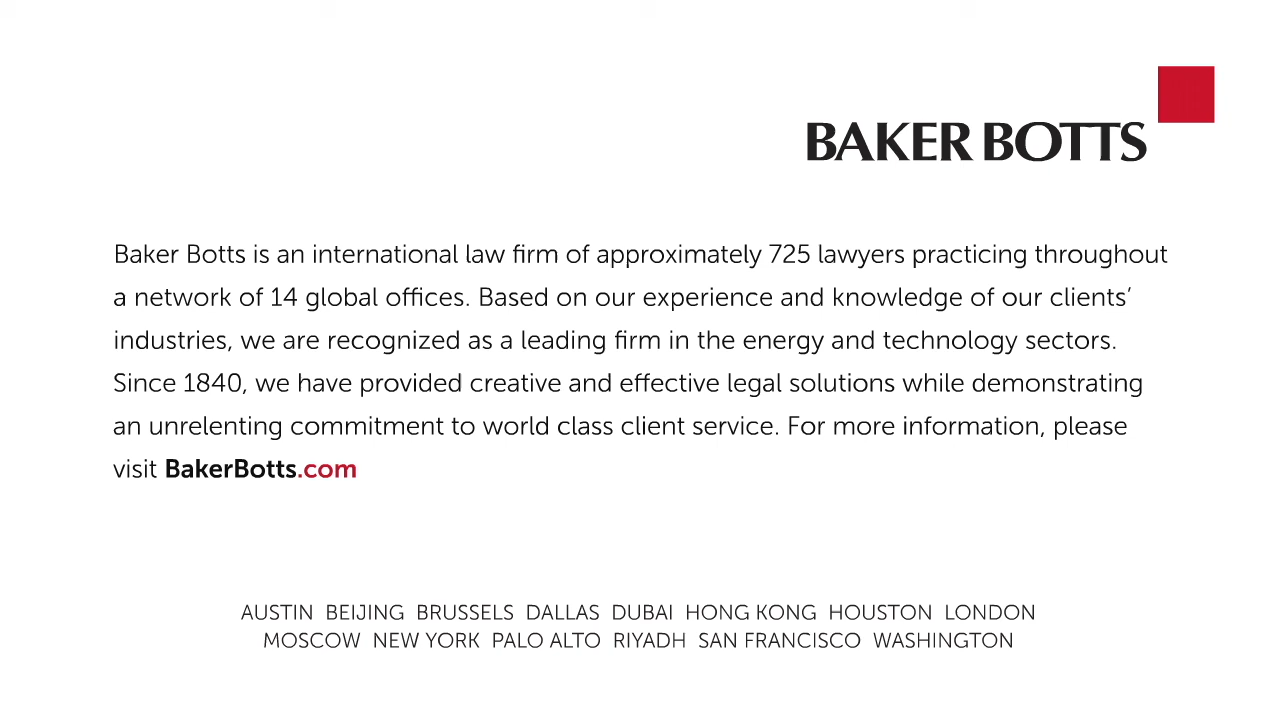 BAKER BOTTS
Baker Botts is an international law firm of approximately 725 lawyers practicing throughout
a network of 14 global offices. Based on our experience and knowledge of our clients’
industries, we are recognized as a leading firm in the energy and technology sectors.
Since 1840, we have provided creative and effective legal solutions while demonstrating
an unrelenting commitment to world class client service. For more information, please
visit BakerBotts.com
AUSTIN BEIJING BRUSSELS DALLAS DUBAI HONG KONG HOUSTON LONDON
MOSCOW NEW YORK PALO ALTO RIYADH SAN FRANCISCO WASHINGTON